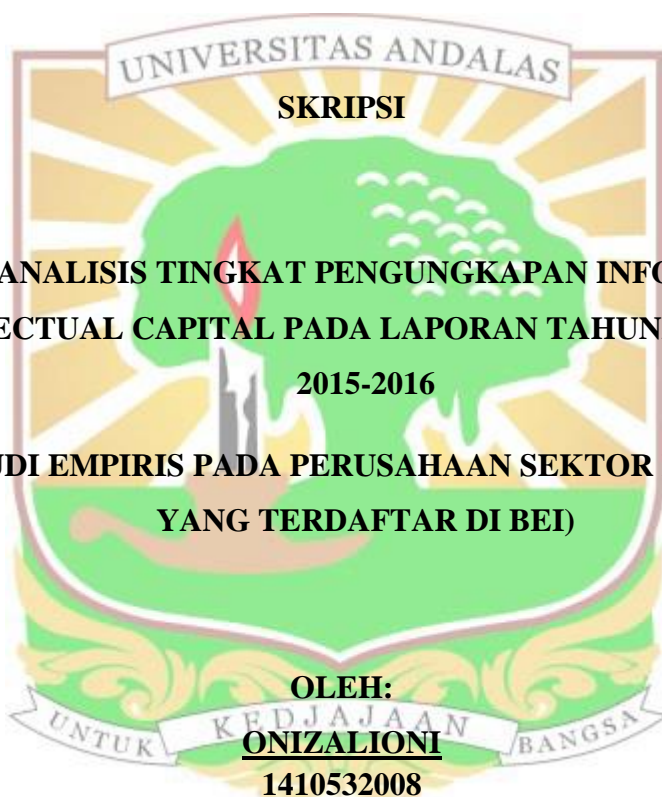 UNIVERSITAS ANDALAS
SKRIPSI
ANALISIS TINGKAT PENGUNGKAPAN INFO
ECTUAL CAPITAL PADA LAPORAN TAHUN
2015-2016
UDI EMPIRIS PADA PERUSAHAAN SEKTOR
YANG TERDAFTAR DI BEI)
OLEH:
UNTUK KEDJAJAAN BANGSA
ONIZALIONI
1410532008